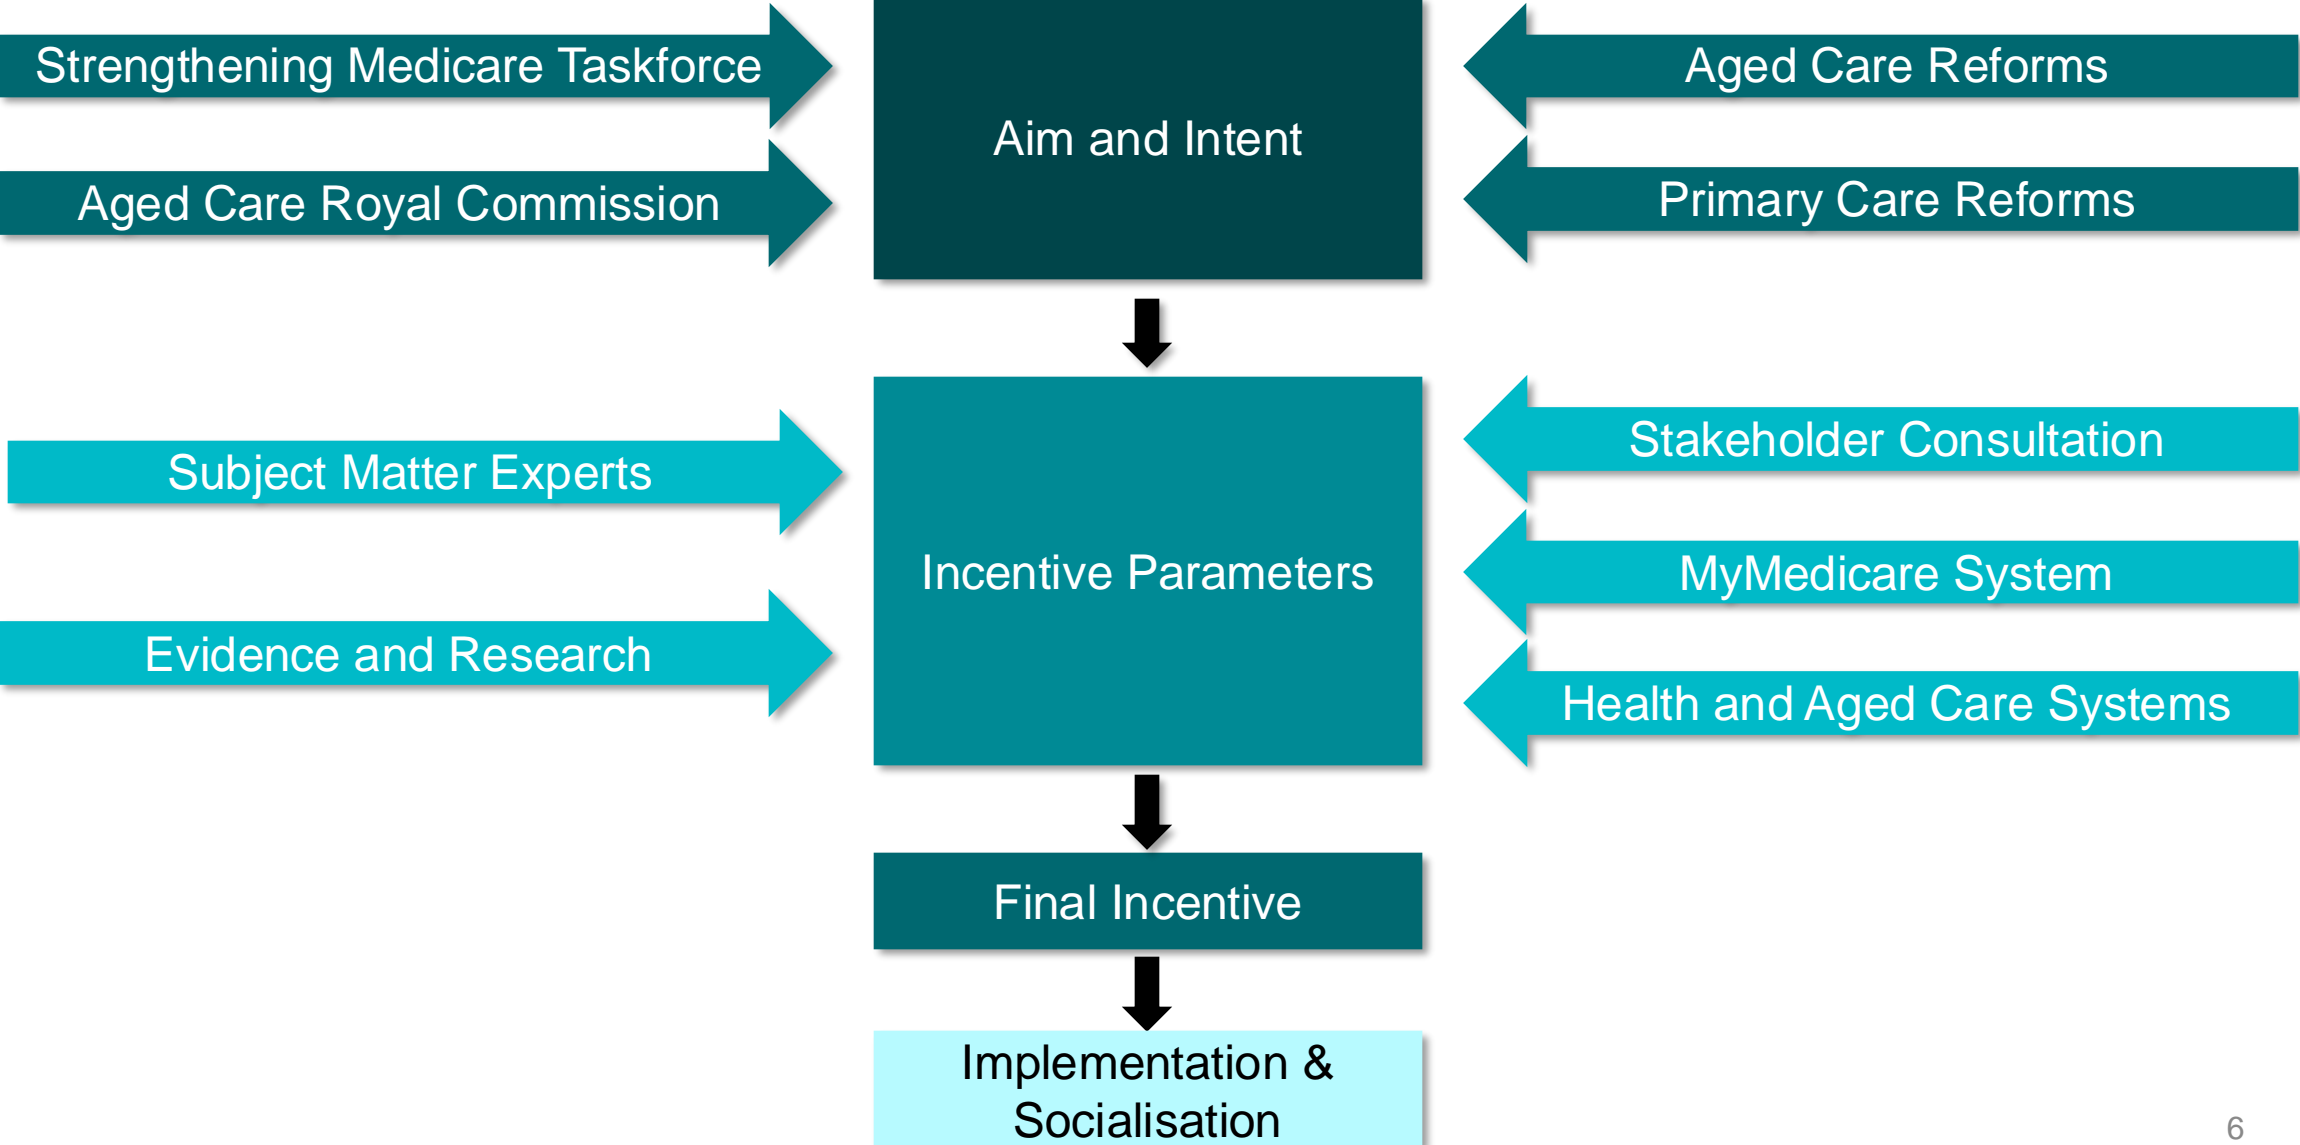 Strengthening Medicare Taskforce
Aged Care Royal Commission
Aim and Intent
Aged Care Reforms
Primary Care Reforms
Subject Matter Experts
Evidence and Research
Incentive Parameters
Stakeholder Consultation
MyMedicare System
Health and Aged Care Systems
Final Incentive
Implementation &
Socialisation
6